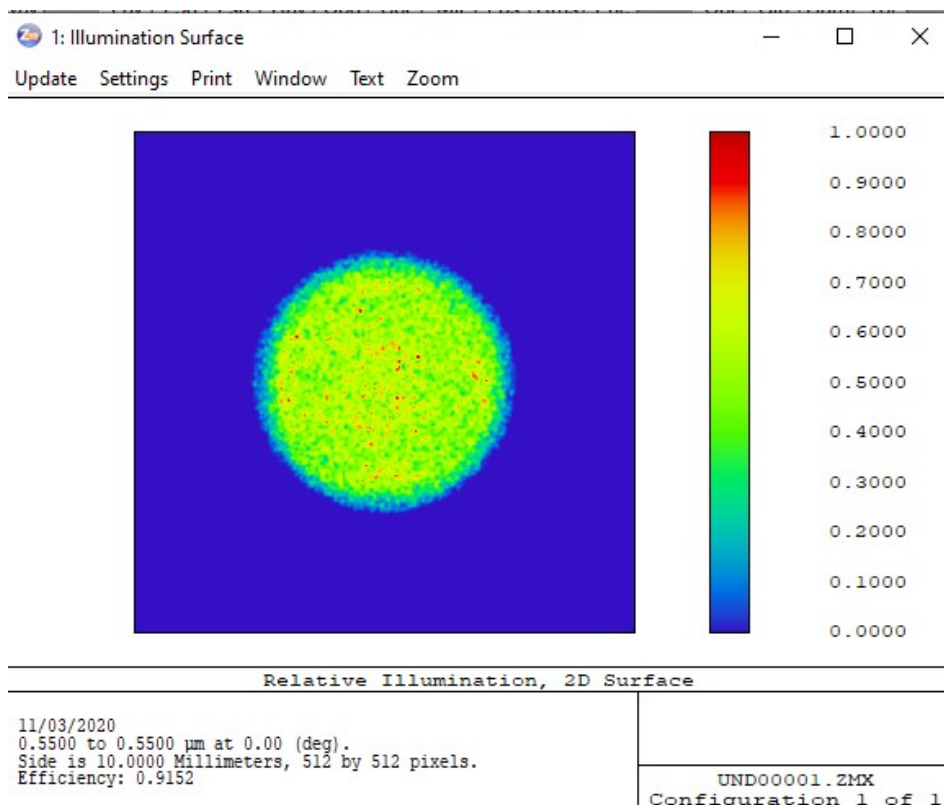 1: Illumination Surface
Update Settings Print Window Text Zoom
1.0000
0.9000
0.8000
0.7000
0.6000
0.5000
0.4000
0.3000
0.2000
0.1000
0.0000
Relative Illumination, 2D Surface
11/03/2020
0.5500 to 0.5500 µm at 0.00 (deg).
Side is 10.0000 Millimeters, 512 by 512 pixels.
Efficiency: 0.9152
UND00001.ZMX
Configuration 1 of 1